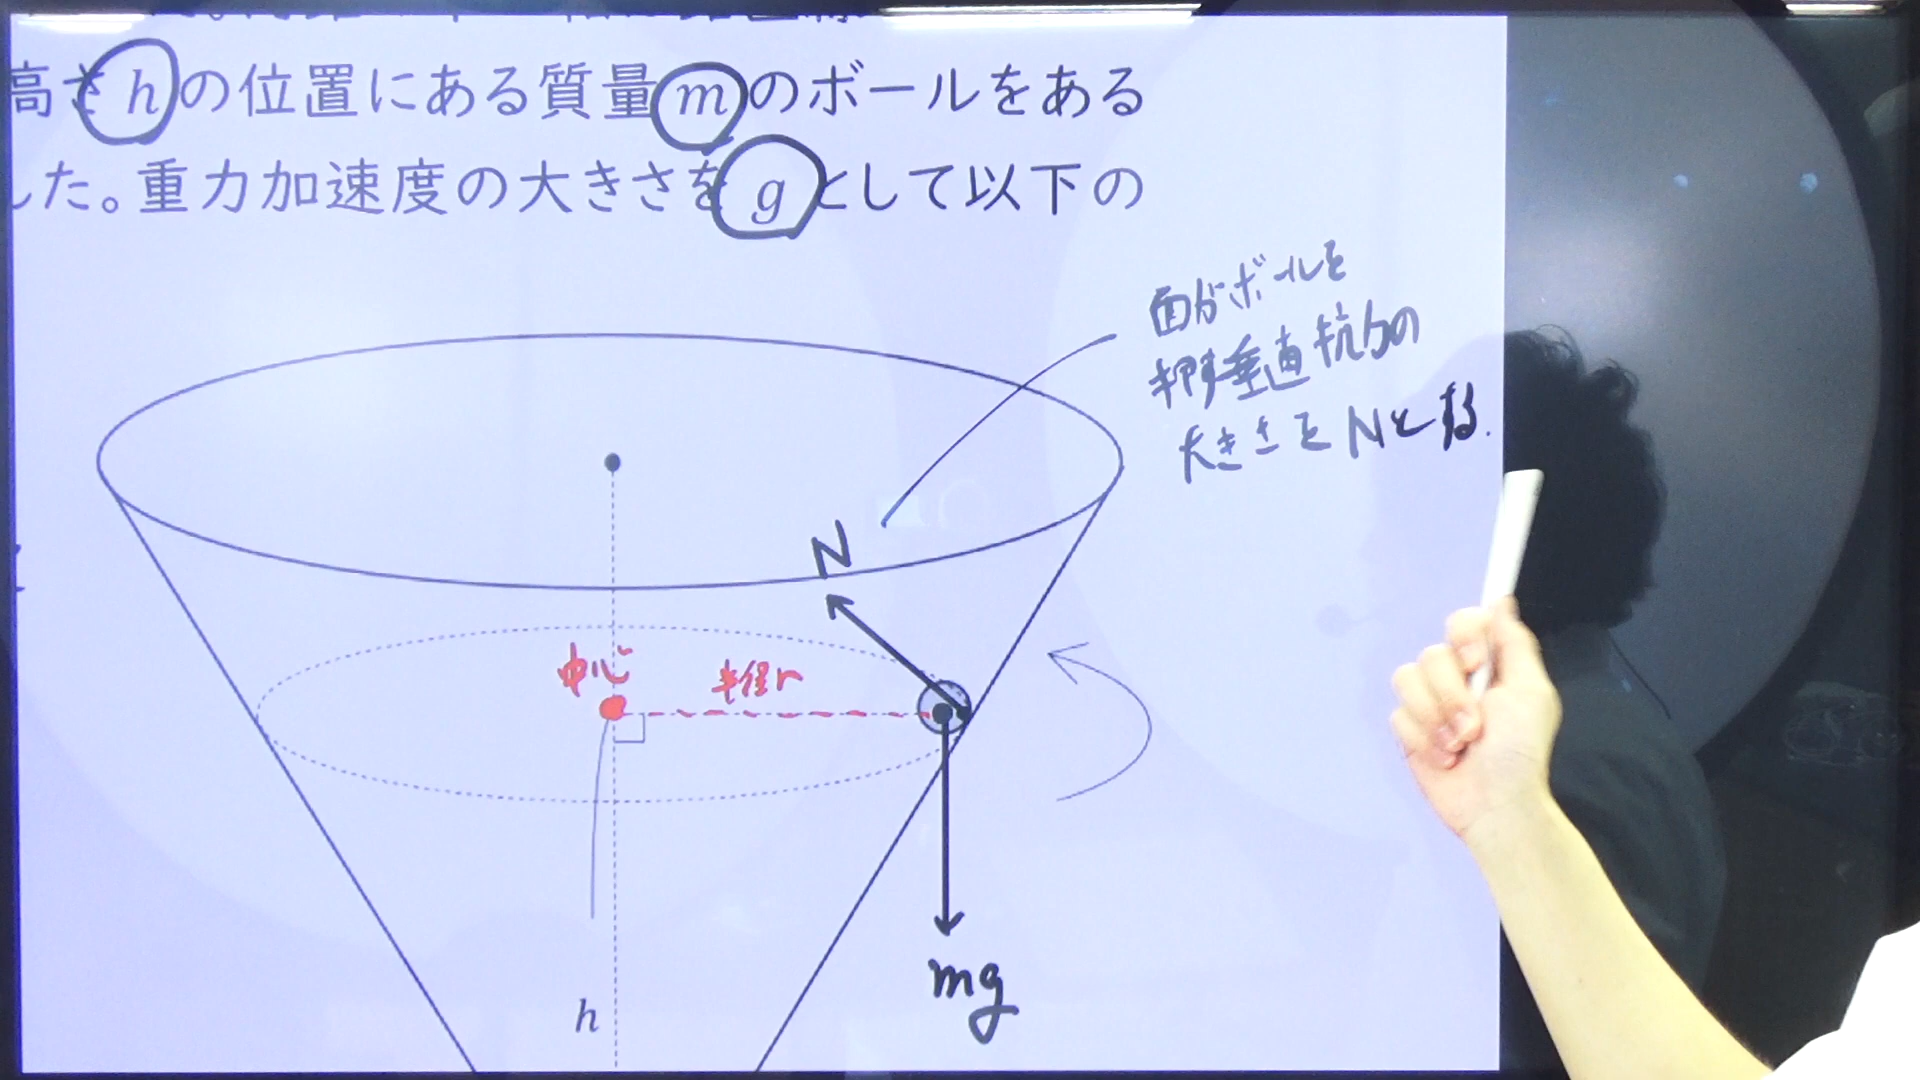 高さhの位置にある質量mのボールをある
した。重力加速度の大きさをgとして以下の
面がボールを
押す垂直抗力の
大きさをNとする.
N
中心
半径r
mg
h